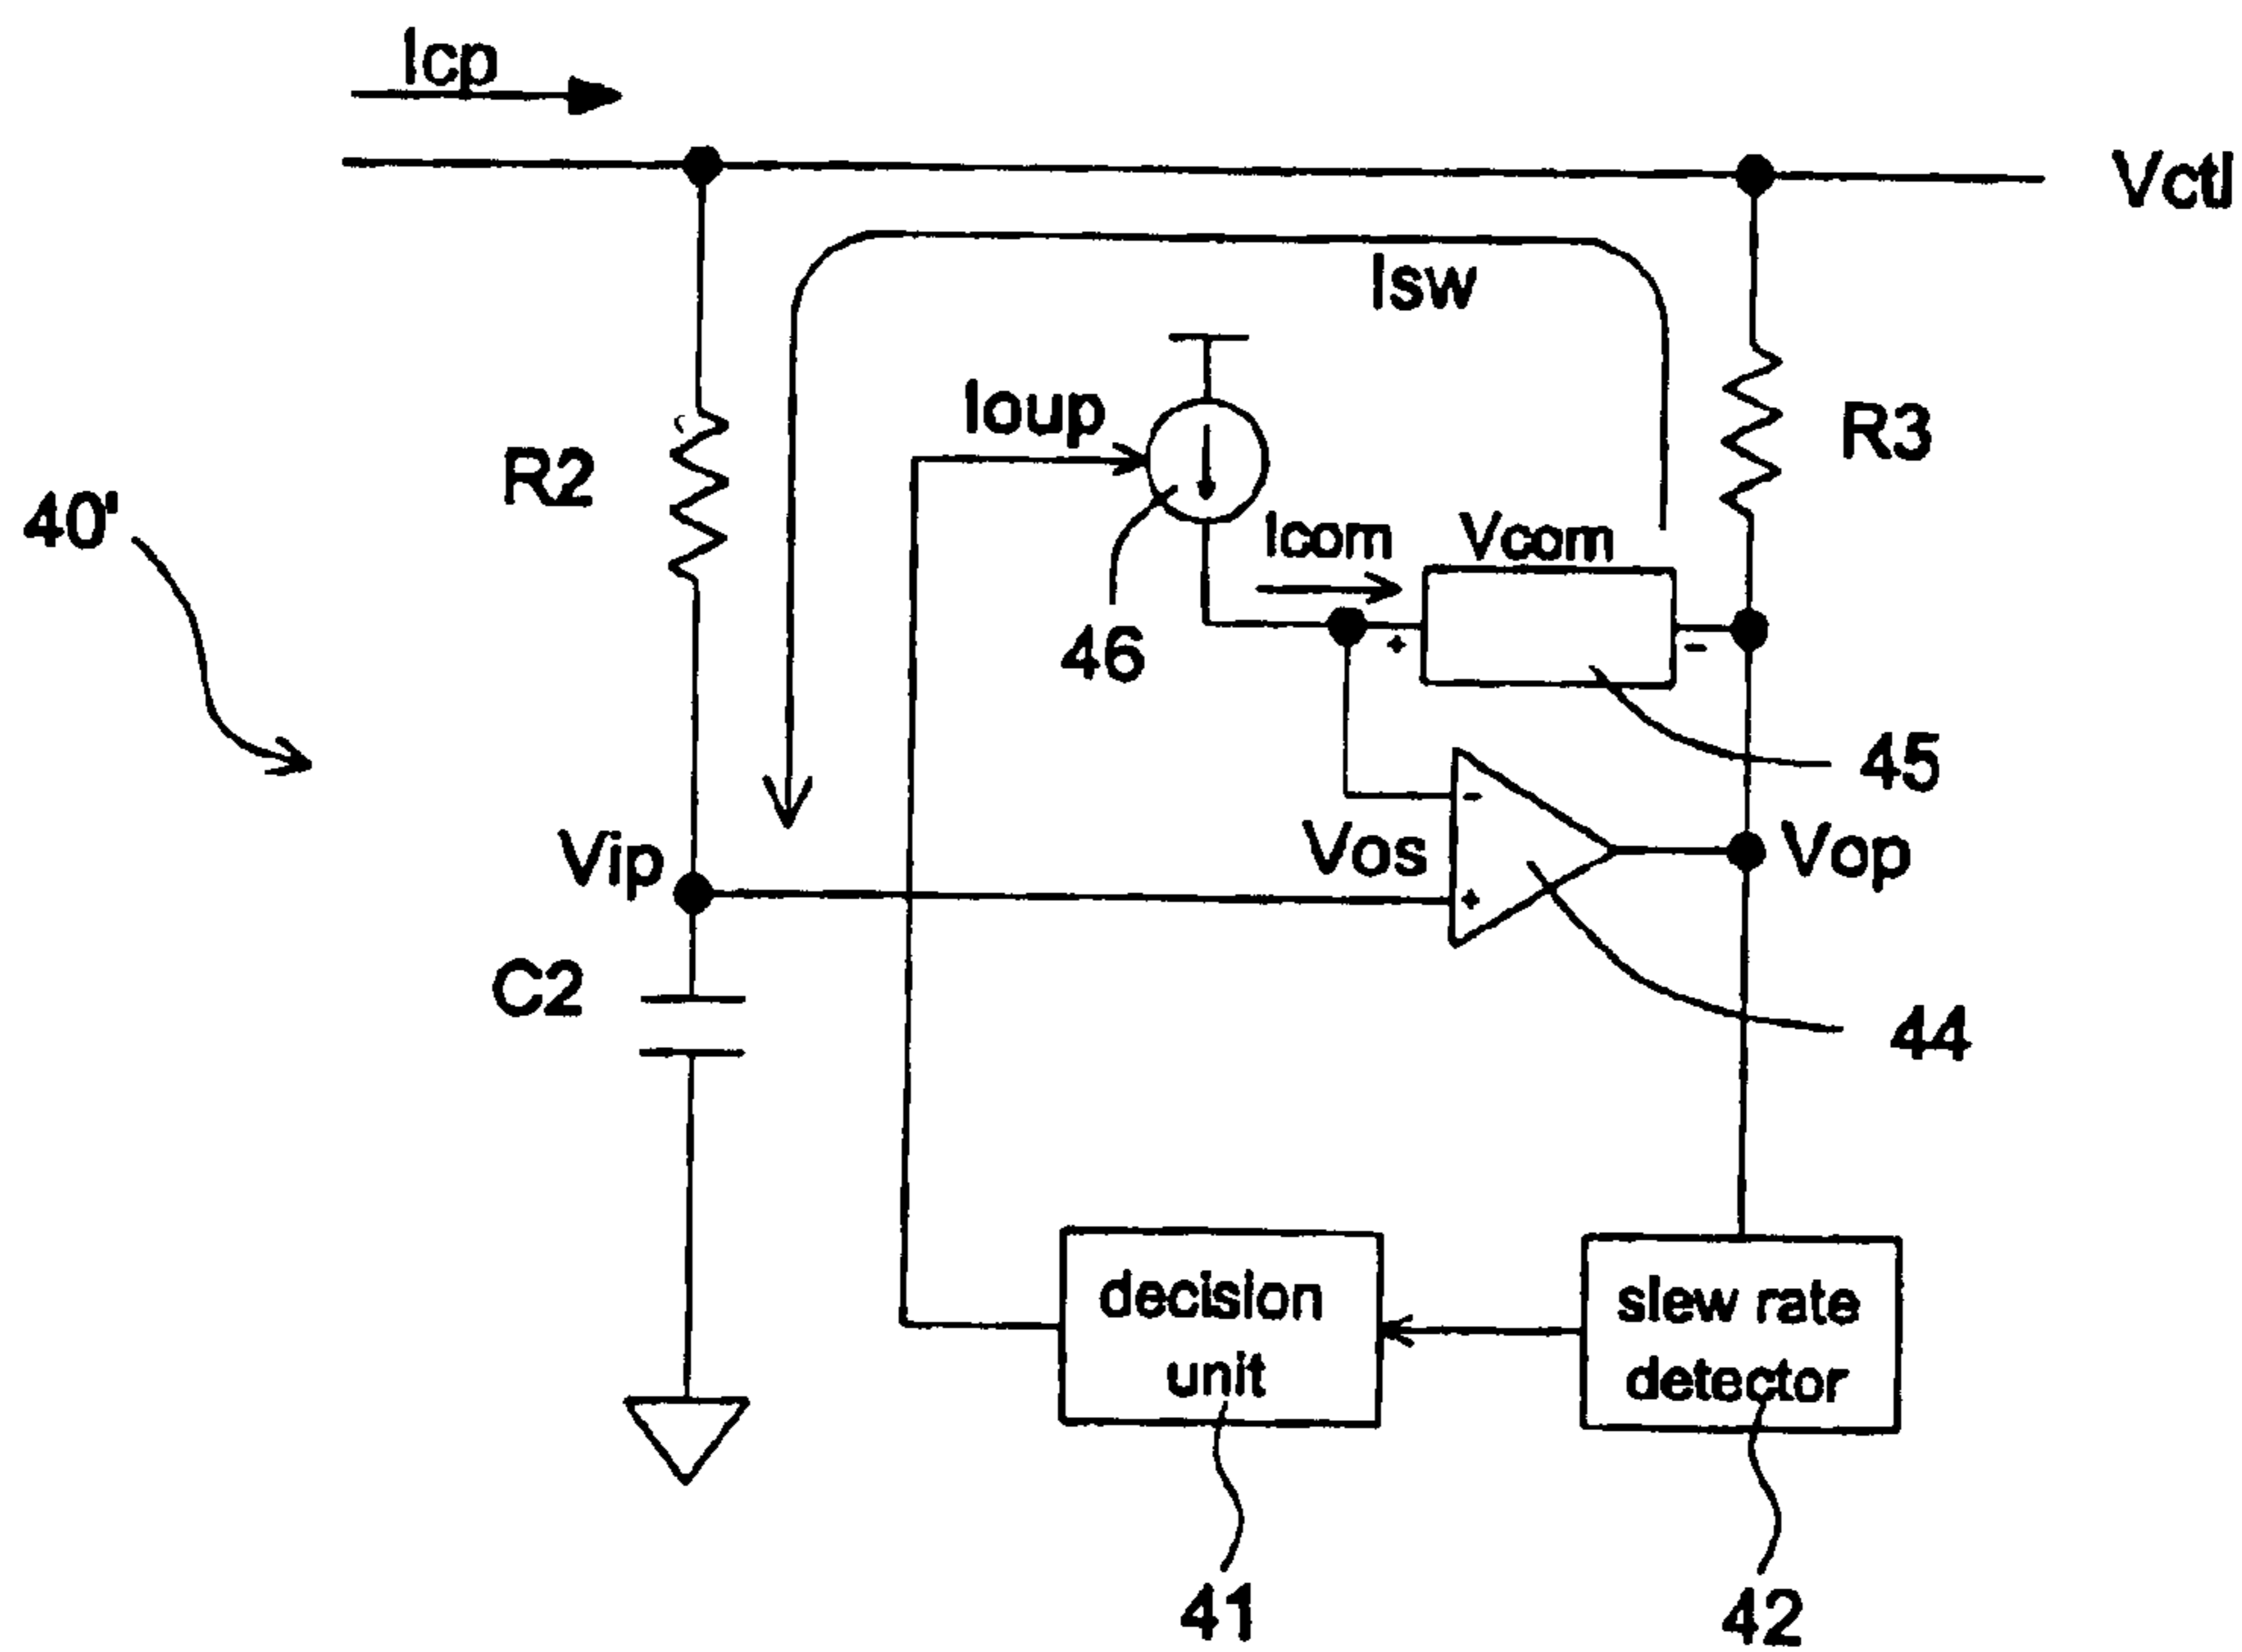 Icp
Vctl
Isw
Ioup
R3
R2
40'
Icom
Vcom
+
-
46
45
-
Vip
Vos
Vop
+
C2
44
decision
unit
slew rate
detector
41
42